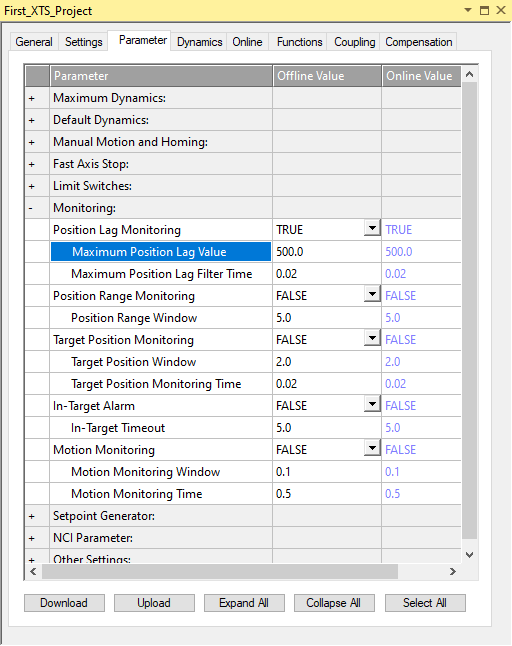 First_XTS_Project
General Settings Parameter Dynamics Online Functions Coupling Compensation
Parameter Offline Value Online Value
+ Maximum Dynamics:
+ Default Dynamics:
+ Manual Motion and Homing:
+ Fast Axis Stop:
+ Limit Switches:
- Monitoring:
Position Lag Monitoring TRUE TRUE
Maximum Position Lag Value 500.0 500.0
Maximum Position Lag Filter Time 0.02 0.02
Position Range Monitoring FALSE FALSE
Position Range Window 5.0 5.0
Target Position Monitoring FALSE FALSE
Target Position Window 2.0 2.0
Target Position Monitoring Time 0.02 0.02
In-Target Alarm FALSE FALSE
In-Target Timeout 5.0 5.0
Motion Monitoring FALSE FALSE
Motion Monitoring Window 0.1 0.1
Motion Monitoring Time 0.5 0.5
+ Setpoint Generator:
+ NCI Parameter:
+ Other Settings:
Download Upload Expand All Collapse All Select All